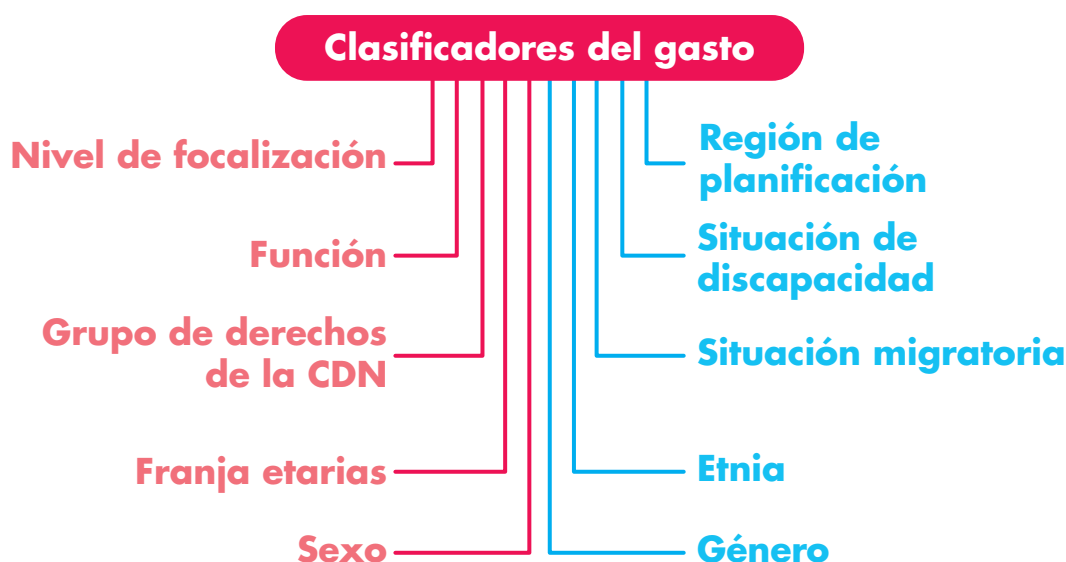 Clasificadores del gasto
Nivel de focalización
Función
Grupo de derechos
de la CDN
Franja etarias
Sexo
Región de
planificación
Situación de
discapacidad
Situación migratoria
Etnia
Género